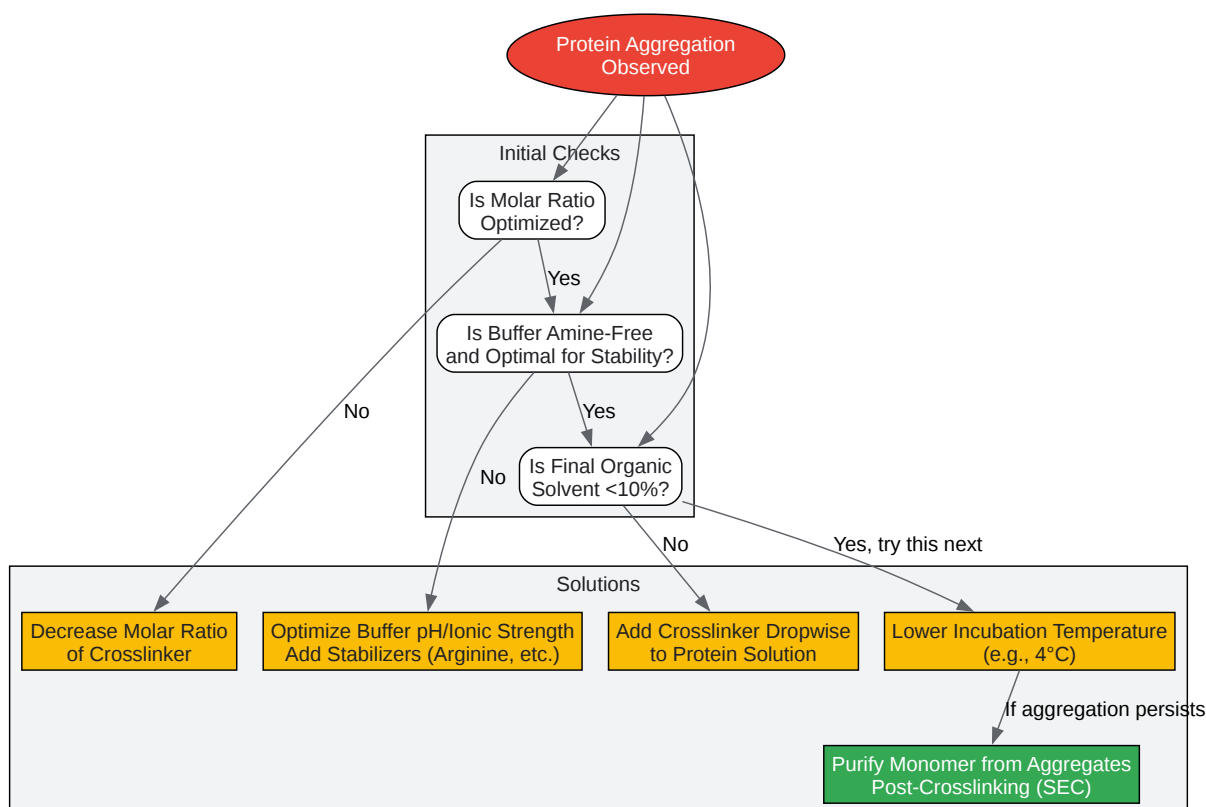 Protein Aggregation
Observed
Initial Checks
Is Molar Ratio
Optimized?
Yes
Is Buffer Amine-Free
and Optimal for Stability?
No
Yes
No
Is Final Organic
Solvent <10%?
No
Yes, try this next
Solutions
Decrease Molar Ratio
of Crosslinker
Optimize Buffer pH/Ionic Strength
Add Stabilizers (Arginine, etc.)
Add Crosslinker Dropwise
to Protein Solution
Lower Incubation Temperature
(e.g., 4°C)
If aggregation persists
Purify Monomer from Aggregates
Post-Crosslinking (SEC)